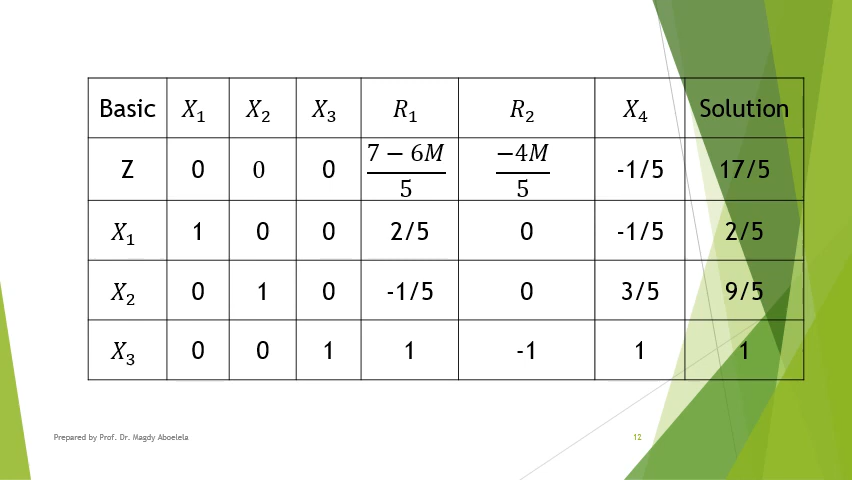 Basic X₁ X₂ X₃ R₁ R₂ X₄ Solution
Z 0 0 0 (7 − 6M)/5 (−4M)/5 -1/5 17/5
X₁ 1 0 0 2/5 0 -1/5 2/5
X₂ 0 1 0 -1/5 0 3/5 9/5
X₃ 0 0 1 1 -1 1 1
Prepared by Prof. Dr. Magdy Aboelela 12